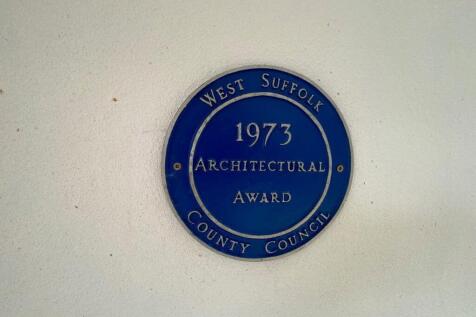 West Suffolk
1973
Architectural
Award
County Council